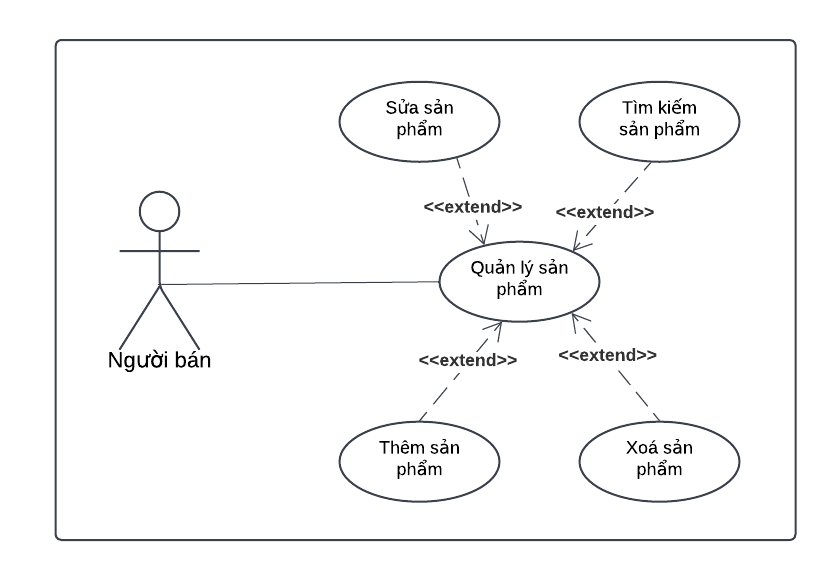 Sửa sản
phẩm
Tìm kiếm
sản phẩm
<<extend>>
<<extend>>
Quản lý sản
phẩm
Người bán
<<extend>>
<<extend>>
Thêm sản
phẩm
Xoá sản
phẩm